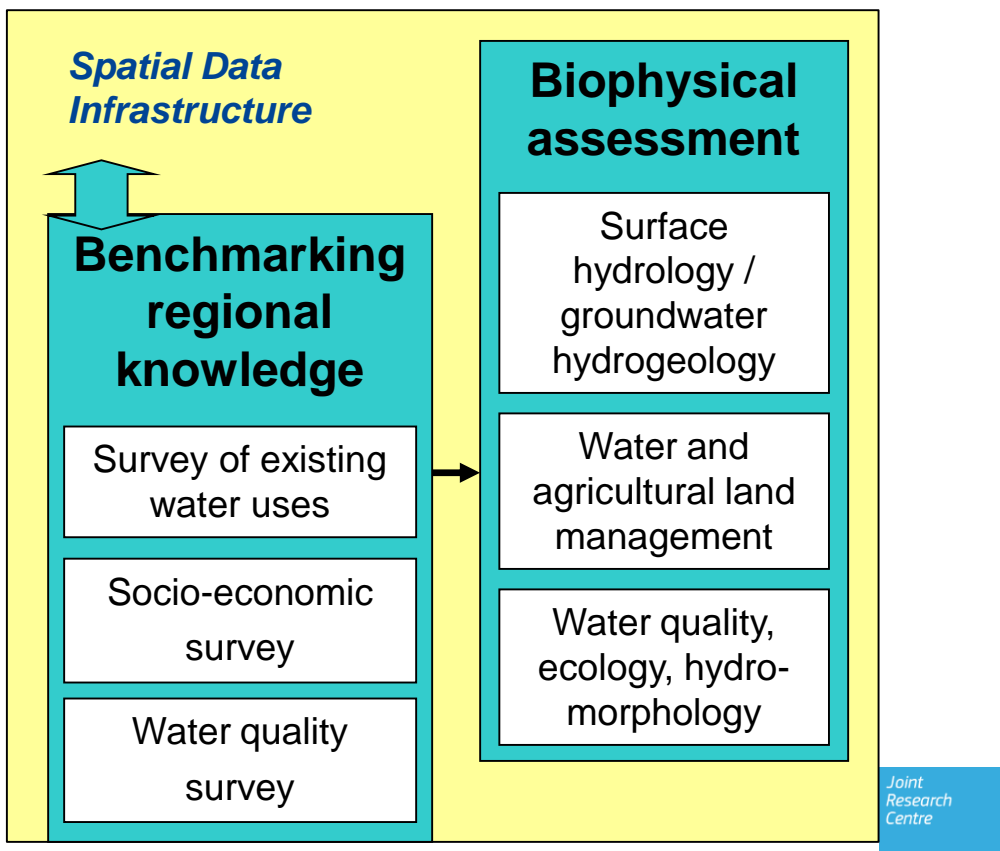 Spatial Data
Infrastructure
Benchmarking
regional
knowledge
Survey of existing
water uses
Socio-economic
survey
Water quality
survey
Biophysical
assessment
Surface
hydrology /
groundwater
hydrogeology
Water and
agricultural land
management
Water quality,
ecology, hydro-
morphology
Joint
Research
Centre